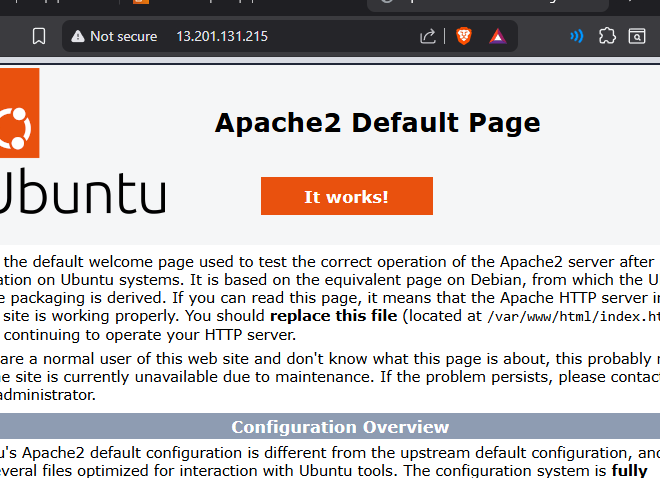 Not secure 13.201.131.215
Apache2 Default Page
Ubuntu
It works!
the default welcome page used to test the correct operation of the Apache2 server after
ation on Ubuntu systems. It is based on the equivalent page on Debian, from which the U
e packaging is derived. If you can read this page, it means that the Apache HTTP server i
site is working properly. You should replace this file (located at /var/www/html/index.ht
continuing to operate your HTTP server.
are a normal user of this web site and don't know what this page is about, this probably
e site is currently unavailable due to maintenance. If the problem persists, please contac
administrator.
Configuration Overview
u's Apache2 default configuration is different from the upstream default configuration, an
everal files optimized for interaction with Ubuntu tools. The configuration system is fully